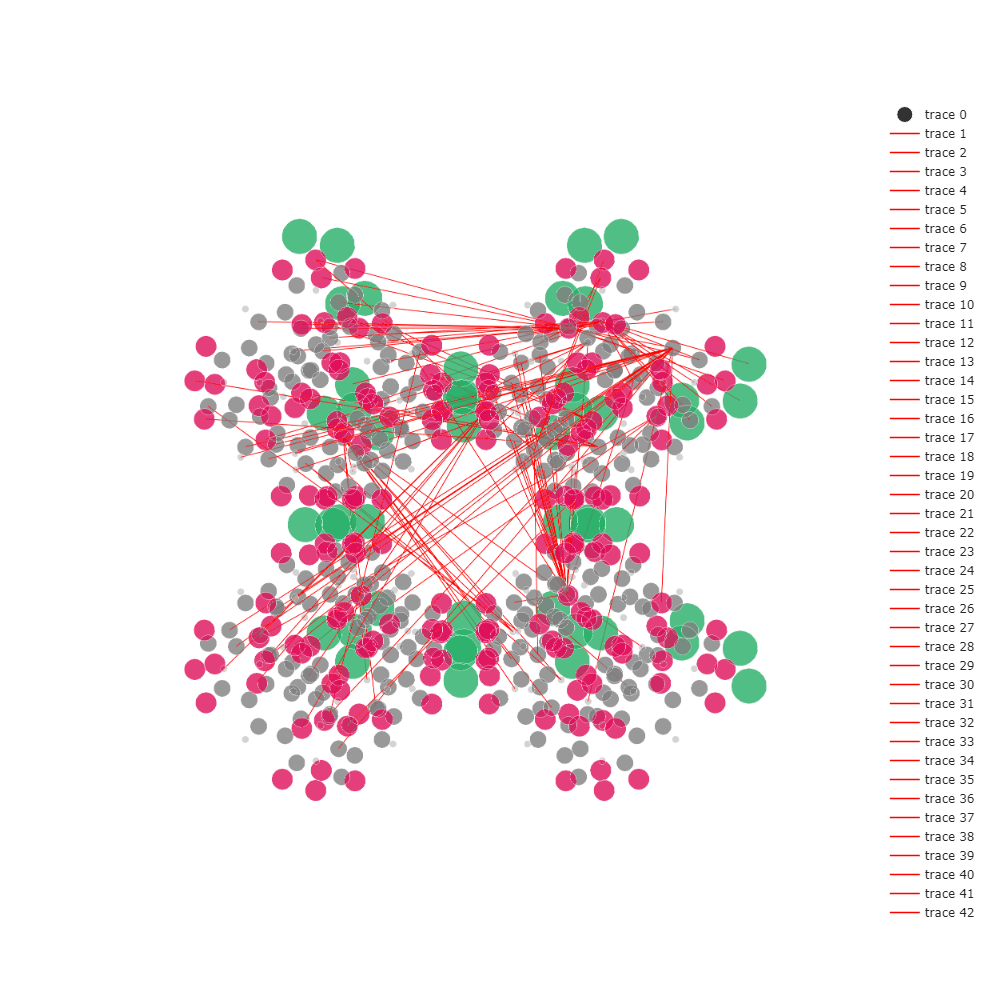 trace 0
trace 1
trace 2
trace 3
trace 4
trace 5
trace 6
trace 7
trace 8
trace 9
trace 10
trace 11
trace 12
trace 13
trace 14
trace 15
trace 16
trace 17
trace 18
trace 19
trace 20
trace 21
trace 22
trace 23
trace 24
trace 25
trace 26
trace 27
trace 28
trace 29
trace 30
trace 31
trace 32
trace 33
trace 34
trace 35
trace 36
trace 37
trace 38
trace 39
trace 40
trace 41
trace 42